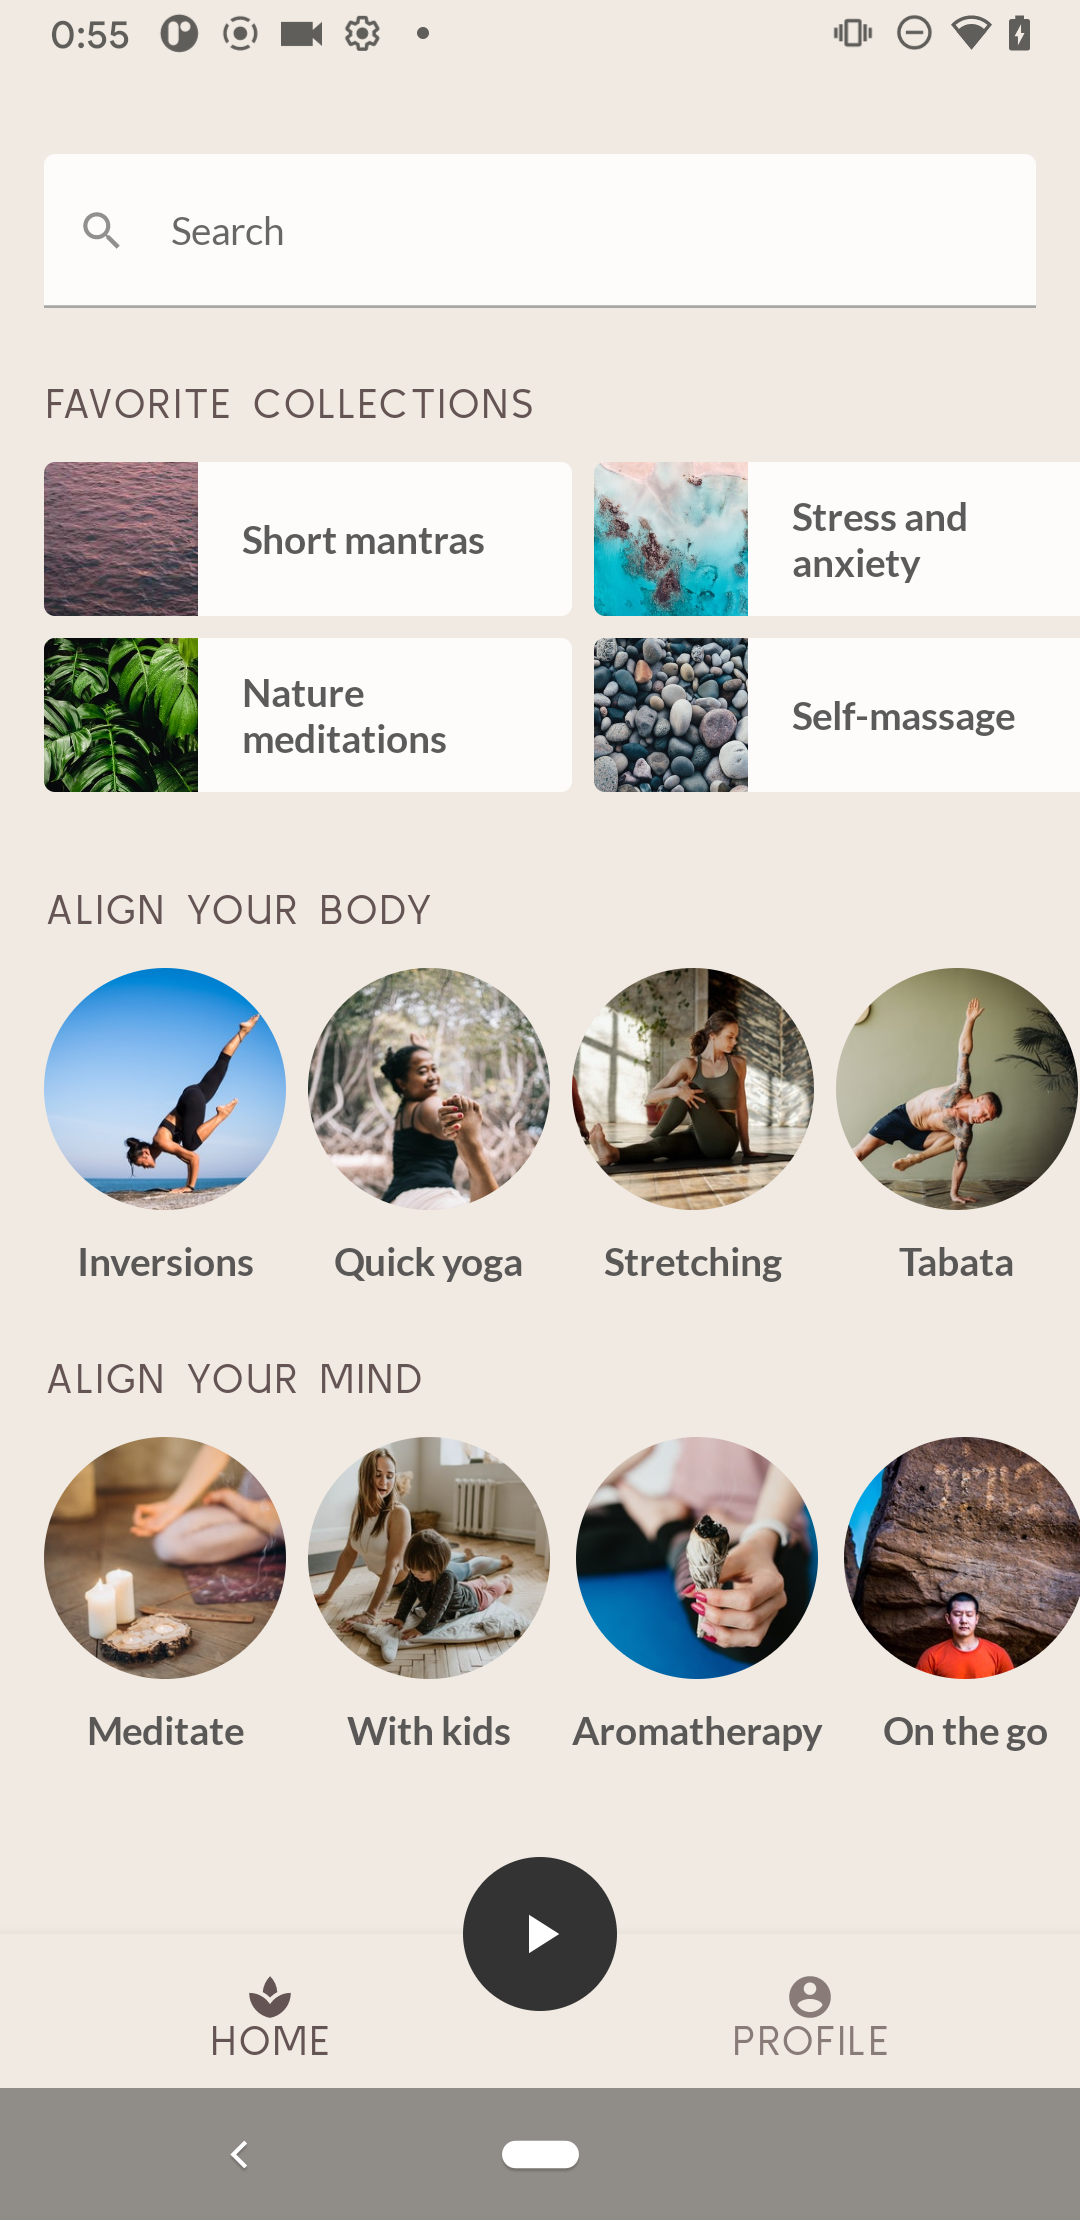 0:55
Search
FAVORITE COLLECTIONS
Short mantras
Stress and
anxiety
Nature
meditations
Self-massage
ALIGN YOUR BODY
Inversions
Quick yoga
Stretching
Tabata
ALIGN YOUR MIND
Meditate
With kids
Aromatherapy
On the go
HOME
PROFILE